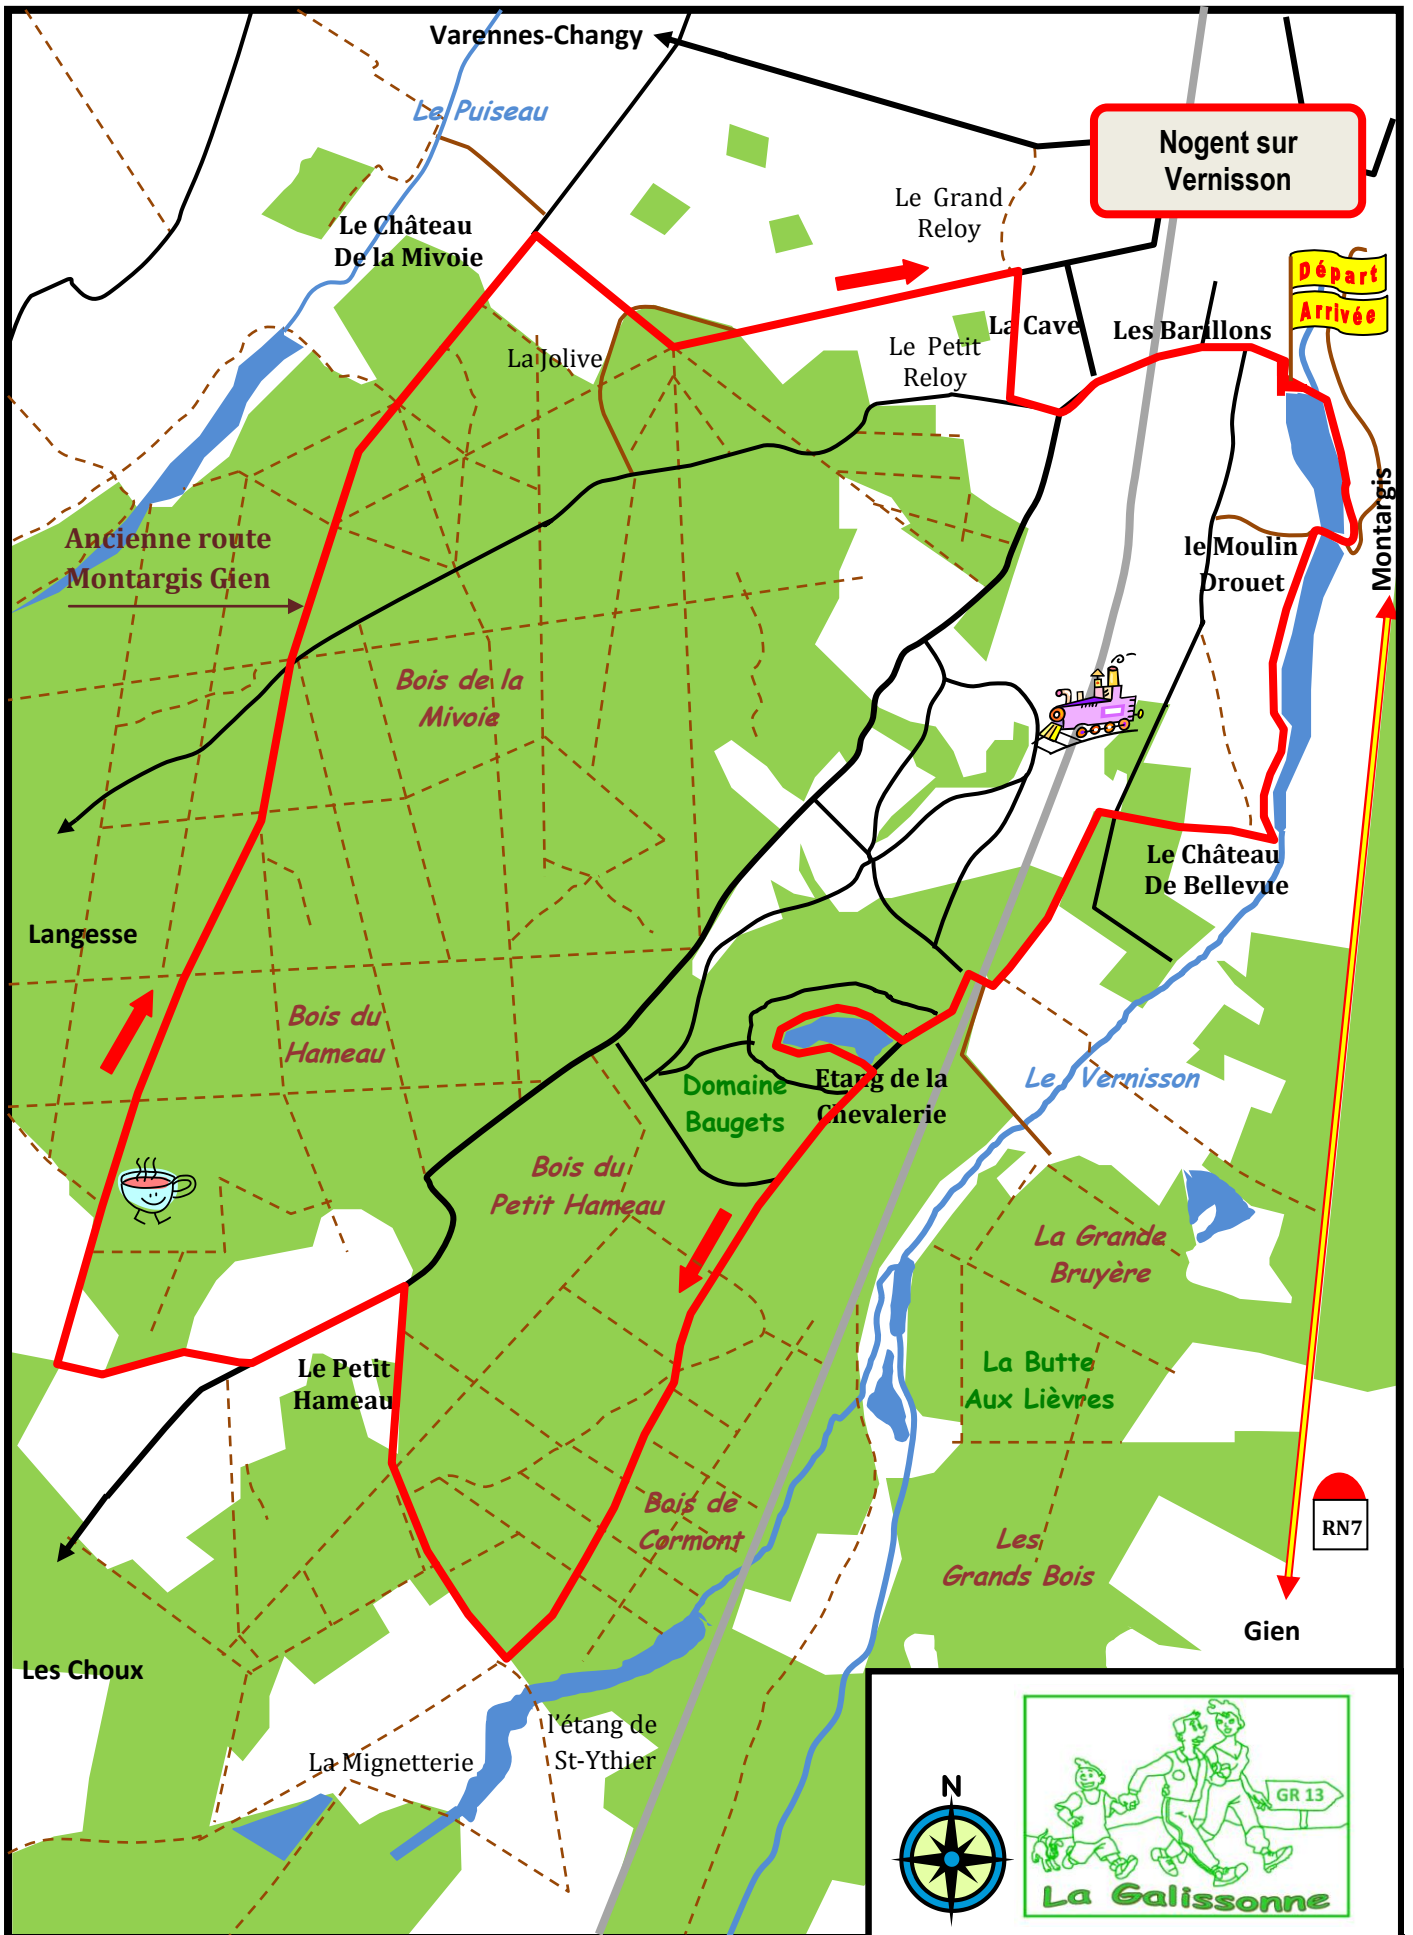 Varennes-Changy
Le Puiseau
Nogent sur
Vernisson
Le Grand
Reloy
Le Château
De la Mivoie
Départ
Arrivée
La Cave
Les Barillons
La Jolive
Le Petit
Reloy
Montargis
Ancienne route
Montargis Gien
le Moulin
Drouet
Bois de la
Mivoie
Le Château
De Bellevue
Langesse
Bois du
Hameau
Domaine
Baugets
Etang de la
Chevalerie
Le Vernisson
Bois du
Petit Hameau
La Grande
Bruyère
Le Petit
Hameau
La Butte
Aux Lièvres
Bois de
Cormont
Les
Grands Bois
RN7
Gien
Les Choux
l'étang de
St-Ythier
La Mignetterie
N
GR 13
La Galissonne